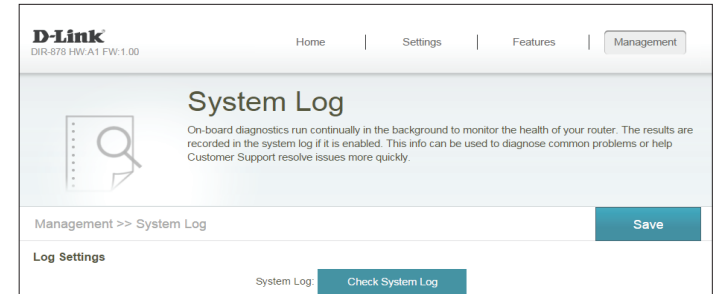 D-Link
DIR-878 HW:A1 FW:1.00
Home | Settings | Features | Management
System Log
On-board diagnostics run continually in the background to monitor the health of your router. The results are
recorded in the system log if it is enabled. This info can be used to diagnose common problems or help
Customer Support resolve issues more quickly.
Management >> System Log
Save
Log Settings
System Log: Check System Log